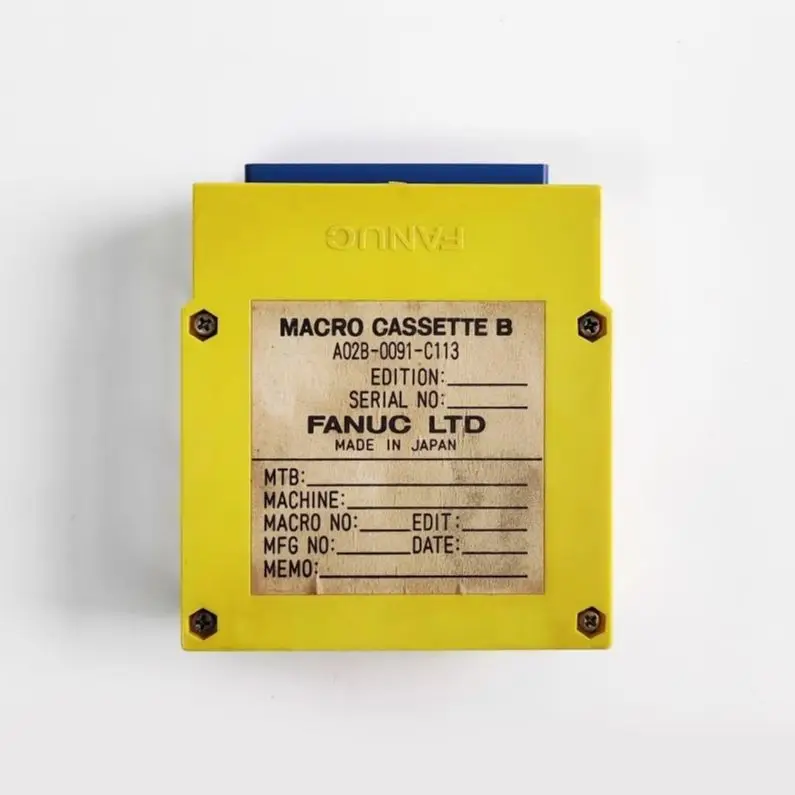 FANUC
MACRO CASSETTE B
A02B-0091-C113
EDITION:
SERIAL NO:
FANUC LTD
MADE IN JAPAN
MTB:
MACHINE:
MACRO NO: EDIT:
MFG NO: DATE:
MEMO: